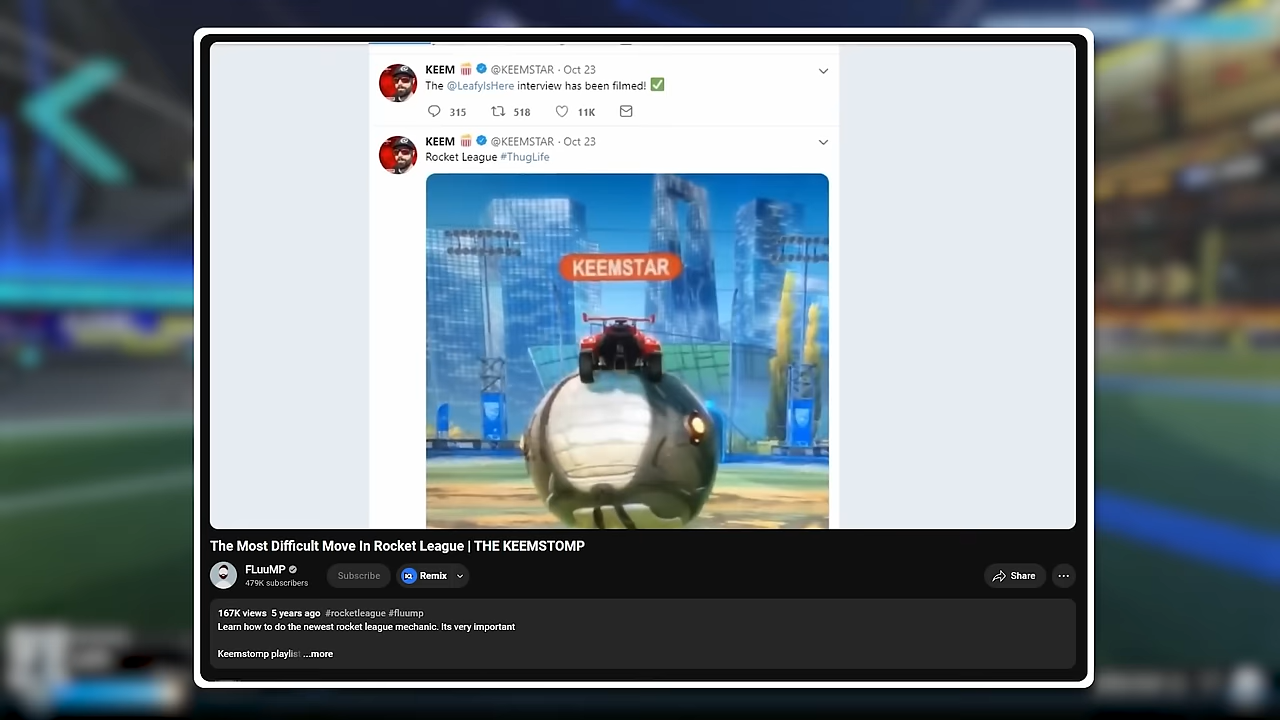 KEEM 🍿 @KEEMSTAR · Oct 23
The @LeafyIsHere interview has been filmed! ✅
315 518 11K
KEEM 🍿 @KEEMSTAR · Oct 23
Rocket League #ThugLife
KEEMSTAR
The Most Difficult Move In Rocket League | THE KEEMSTOMP
FLuuMP
479K subscribers
Subscribe
Remix
Share
167K views 5 years ago #rocketleague #fluump
Learn how to do the newest rocket league mechanic. Its very important
Keemstomp playlist ...more